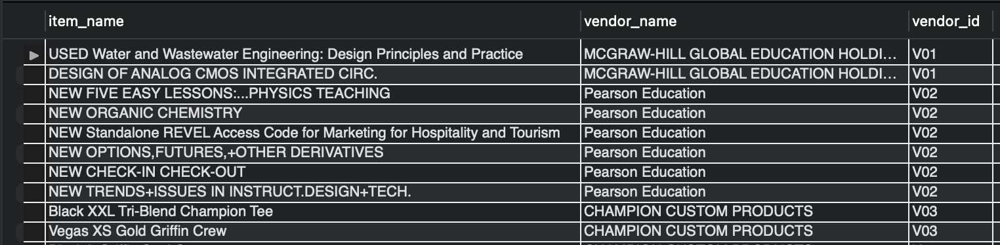 item_name vendor_name vendor_id
USED Water and Wastewater Engineering: Design Principles and Practice MCGRAW-HILL GLOBAL EDUCATION HOLDI... V01
DESIGN OF ANALOG CMOS INTEGRATED CIRC. MCGRAW-HILL GLOBAL EDUCATION HOLDI... V01
NEW FIVE EASY LESSONS:...PHYSICS TEACHING Pearson Education V02
NEW ORGANIC CHEMISTRY Pearson Education V02
NEW Standalone REVEL Access Code for Marketing for Hospitality and Tourism Pearson Education V02
NEW OPTIONS,FUTURES,+OTHER DERIVATIVES Pearson Education V02
NEW CHECK-IN CHECK-OUT Pearson Education V02
NEW TRENDS+ISSUES IN INSTRUCT.DESIGN+TECH. Pearson Education V02
Black XXL Tri-Blend Champion Tee CHAMPION CUSTOM PRODUCTS V03
Vegas XS Gold Griffin Crew CHAMPION CUSTOM PRODUCTS V03